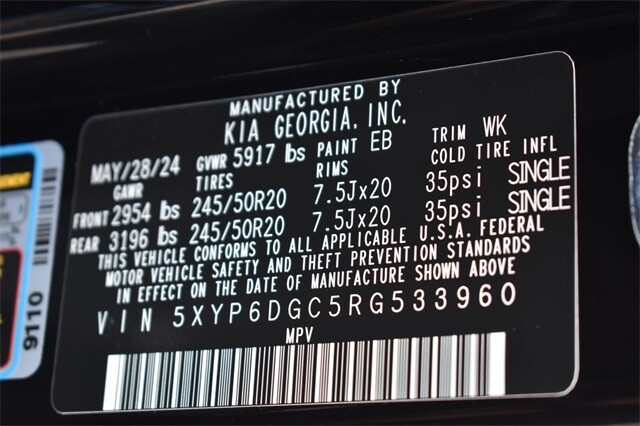 MANUFACTURED BY
KIA GEORGIA, INC.
MAY/28/24 GVWR 5917 lbs PAINT EB TRIM WK
GAWR TIRES RIMS COLD TIRE INFL
FRONT 2954 lbs 245/50R20 7.5Jx20 35psi SINGLE
REAR 3196 lbs 245/50R20 7.5Jx20 35psi SINGLE
THIS VEHICLE CONFORMS TO ALL APPLICABLE U.S.A. FEDERAL
MOTOR VEHICLE SAFETY AND THEFT PREVENTION STANDARDS
IN EFFECT ON THE DATE OF MANUFACTURE SHOWN ABOVE
VIN 5XYP6DGC5RG533960
MPV
9110